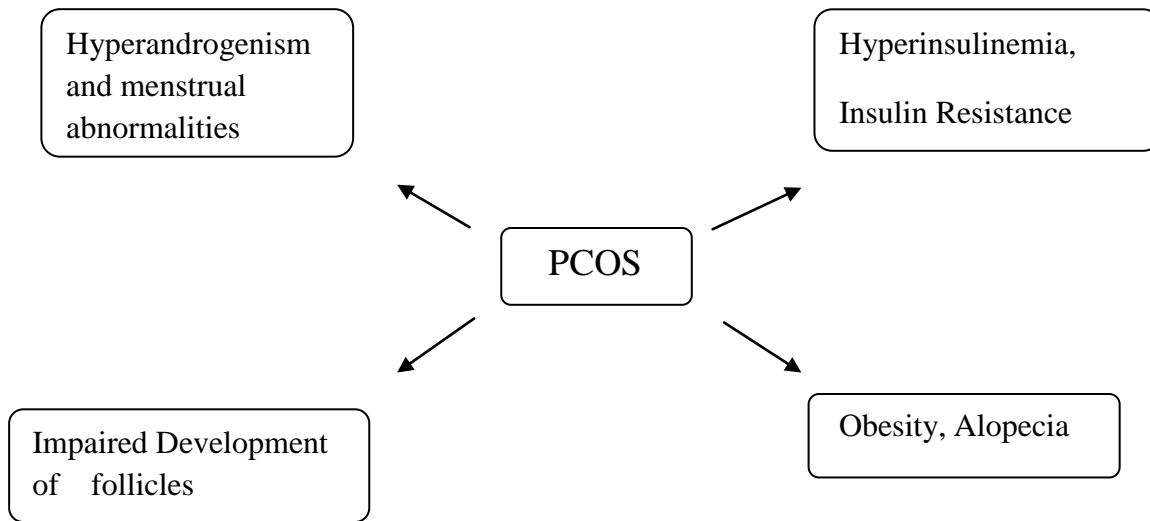 Hyperandrogenism
and menstrual
abnormalities
Hyperinsulinemia,
Insulin Resistance
PCOS
Impaired Development
of follicles
Obesity, Alopecia